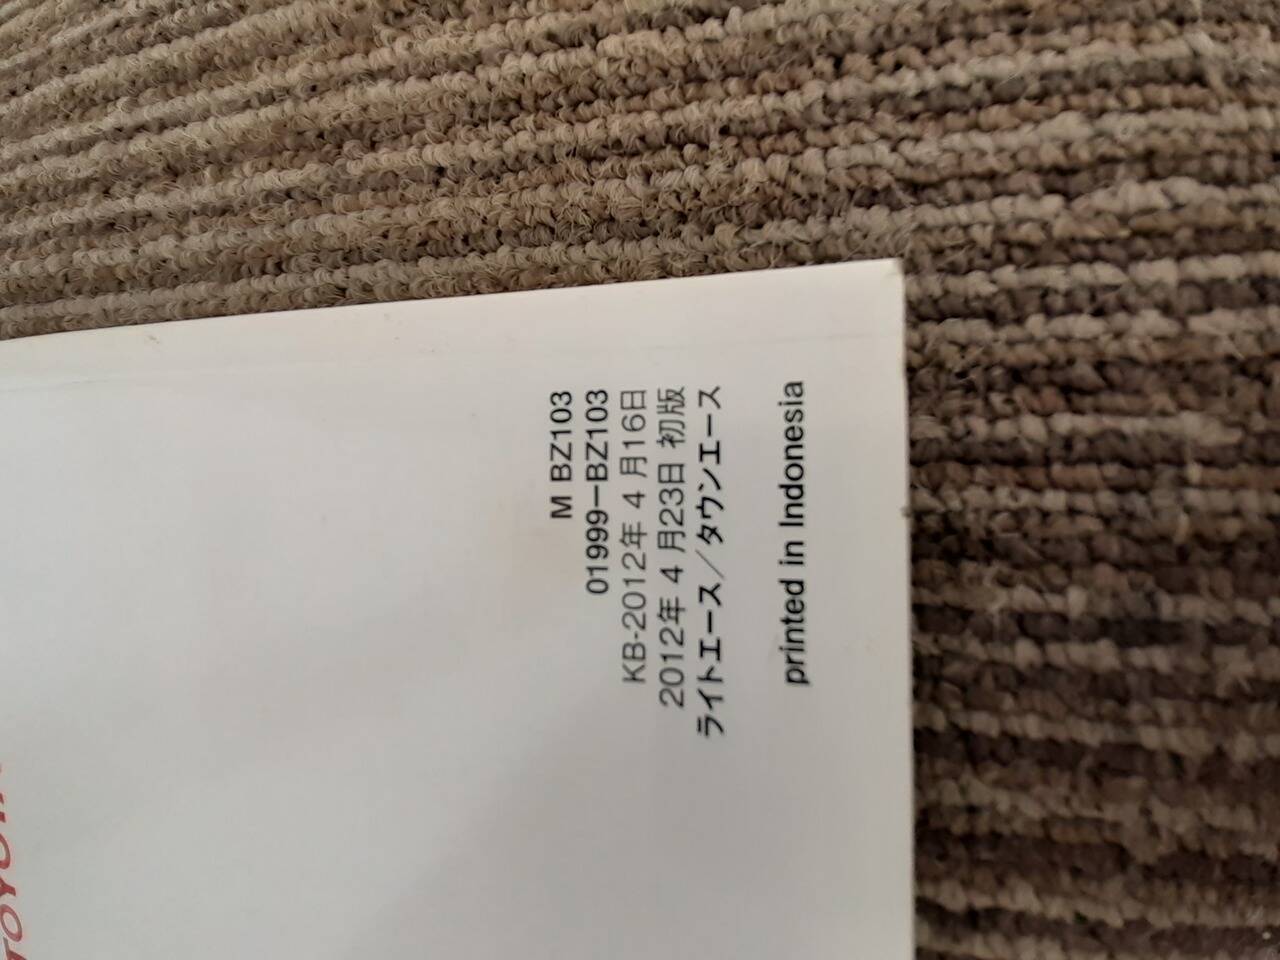 M BZ103
01999-BZ103
KB-2012年 4 月16日
2012年 4 月23日 初版
ライトエース／タウンエース
printed in Indonesia
TOYOTA